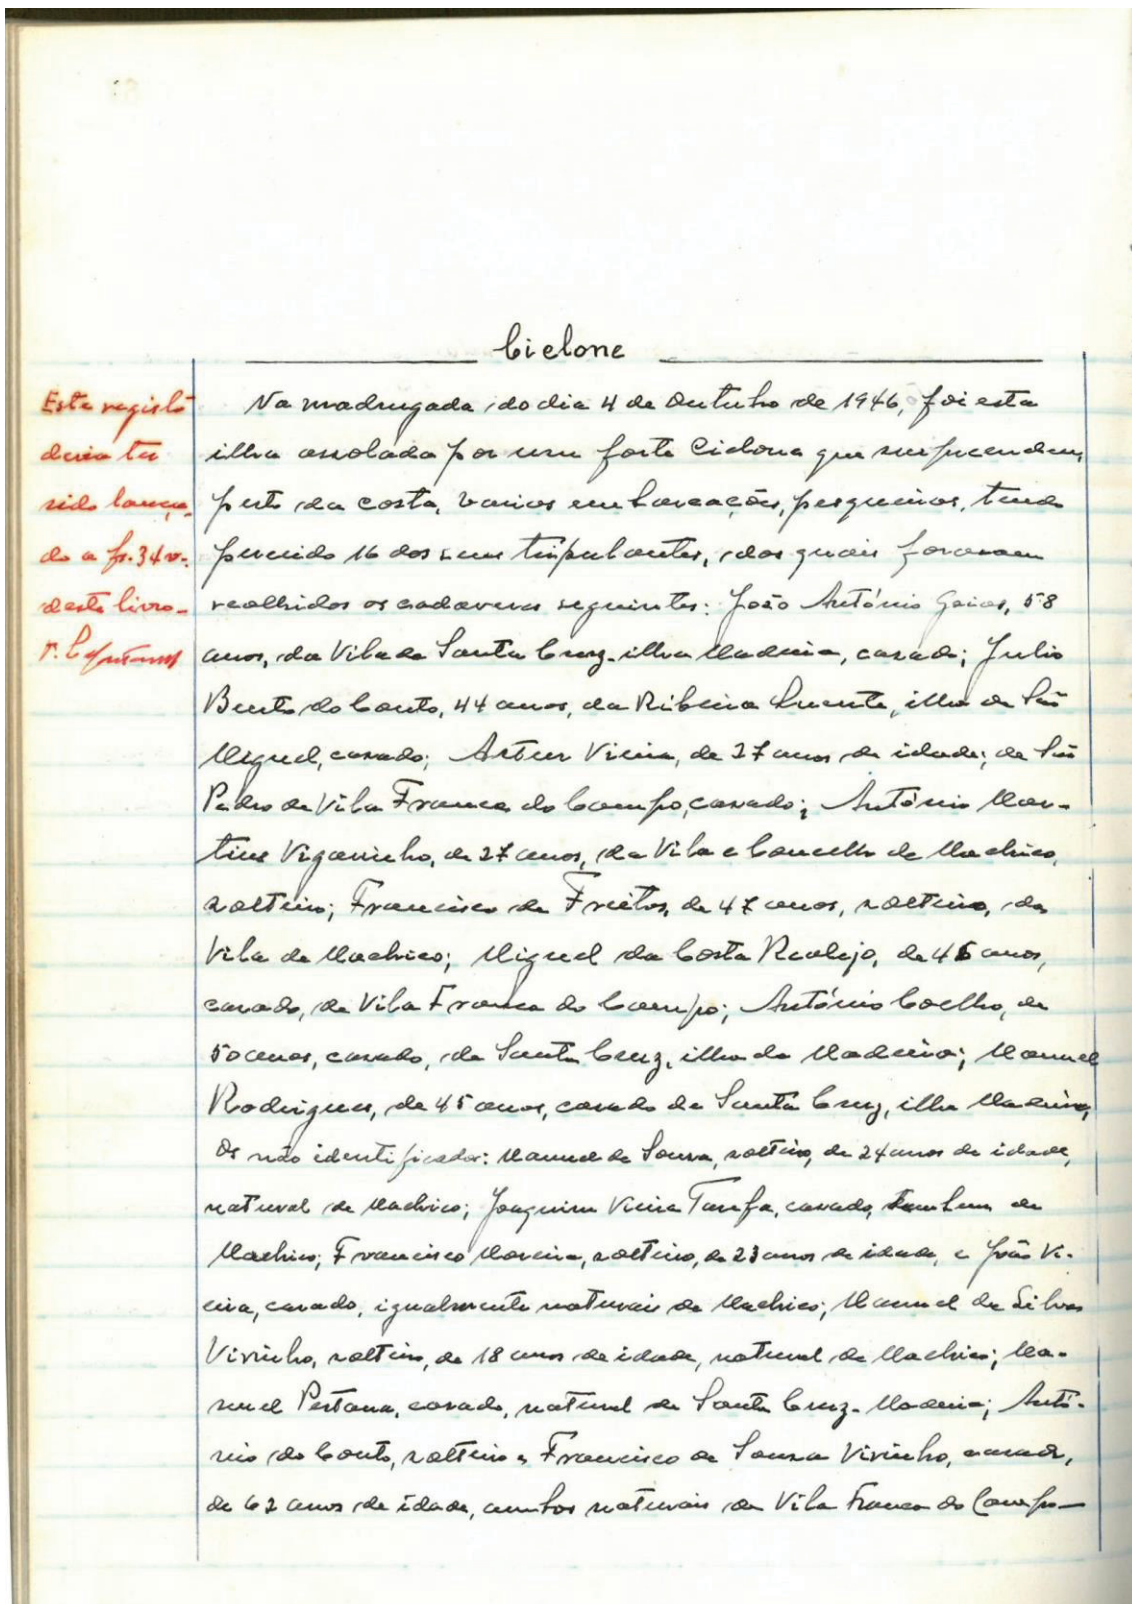 Ciclone
Este registo
devia ter
sido lança-
do a fs. 34 v.
deste livro-
Na madrugada do dia 4 de Outubro de 1946, foi esta
ilha assolada por um forte Ciclone que surpreendeu,
perto da costa, varias embarcações, pesqueiras, tendo
perecido 16 dos seus tripulantes, dos quais foram
recolhidos os cadaveres seguintes: João António, 58
anos, da Vila de Santa Cruz-ilha Madeira, casado; Julio
Bento do Couto, 44 anos, da Ribeira Quente, ilha de São
Miguel, casado; Artur Vieira, de 27 anos de idade; de São
Pedro de Vila Franca do Campo, casado; António Mar-
tins, de 27 anos, da Vila e Concelho de Machico,
solteiro; Francisco de Freitas, de 47 anos, solteiro, da
Vila de Machico; Miguel da Costa Realejo, de anos,
casado, de Vila Franca do Campo; António Coelho, de
50 anos, casado, de Santa Cruz, ilha da Madeira; Manuel
Rodrigues, de 45 anos, casado de Santa Cruz, ilha Madeira,
Os não identificados: Manuel de Sousa, solteiro, de 24 anos de idade,
natural de Machico; Joaquim Vieira, casado, tambem de
Machico; Francisco Moreira, solteiro, de 23 anos de idade, e João Vi-
eira, casado, igualmente naturais de Machico; Manuel da Silva
Virinho, solteiro, de 18 anos de idade, natural de Machico; Ma-
nuel Pestana, casado, natural de Santa Cruz-Madeira; Antó-
nio do Couto, solteiro e Francisco de Sousa Virinho, casado,
de 62 anos de idade, ambos naturais de Vila Franca do Campo-